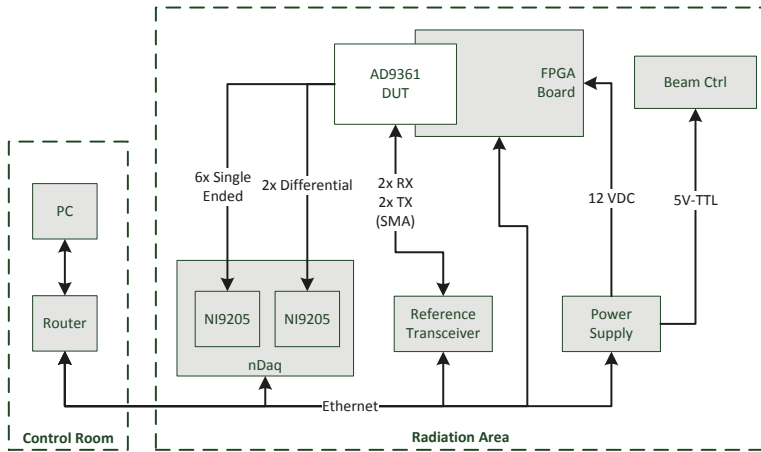 AD9361
DUT
FPGA
Board
Beam Ctrl
6x Single
Ended
2x Differential
2x RX
2x TX
(SMA)
12 VDC
5V-TTL
PC
Router
NI9205
NI9205
nDaq
Reference
Transceiver
Power
Supply
Ethernet
Control Room
Radiation Area